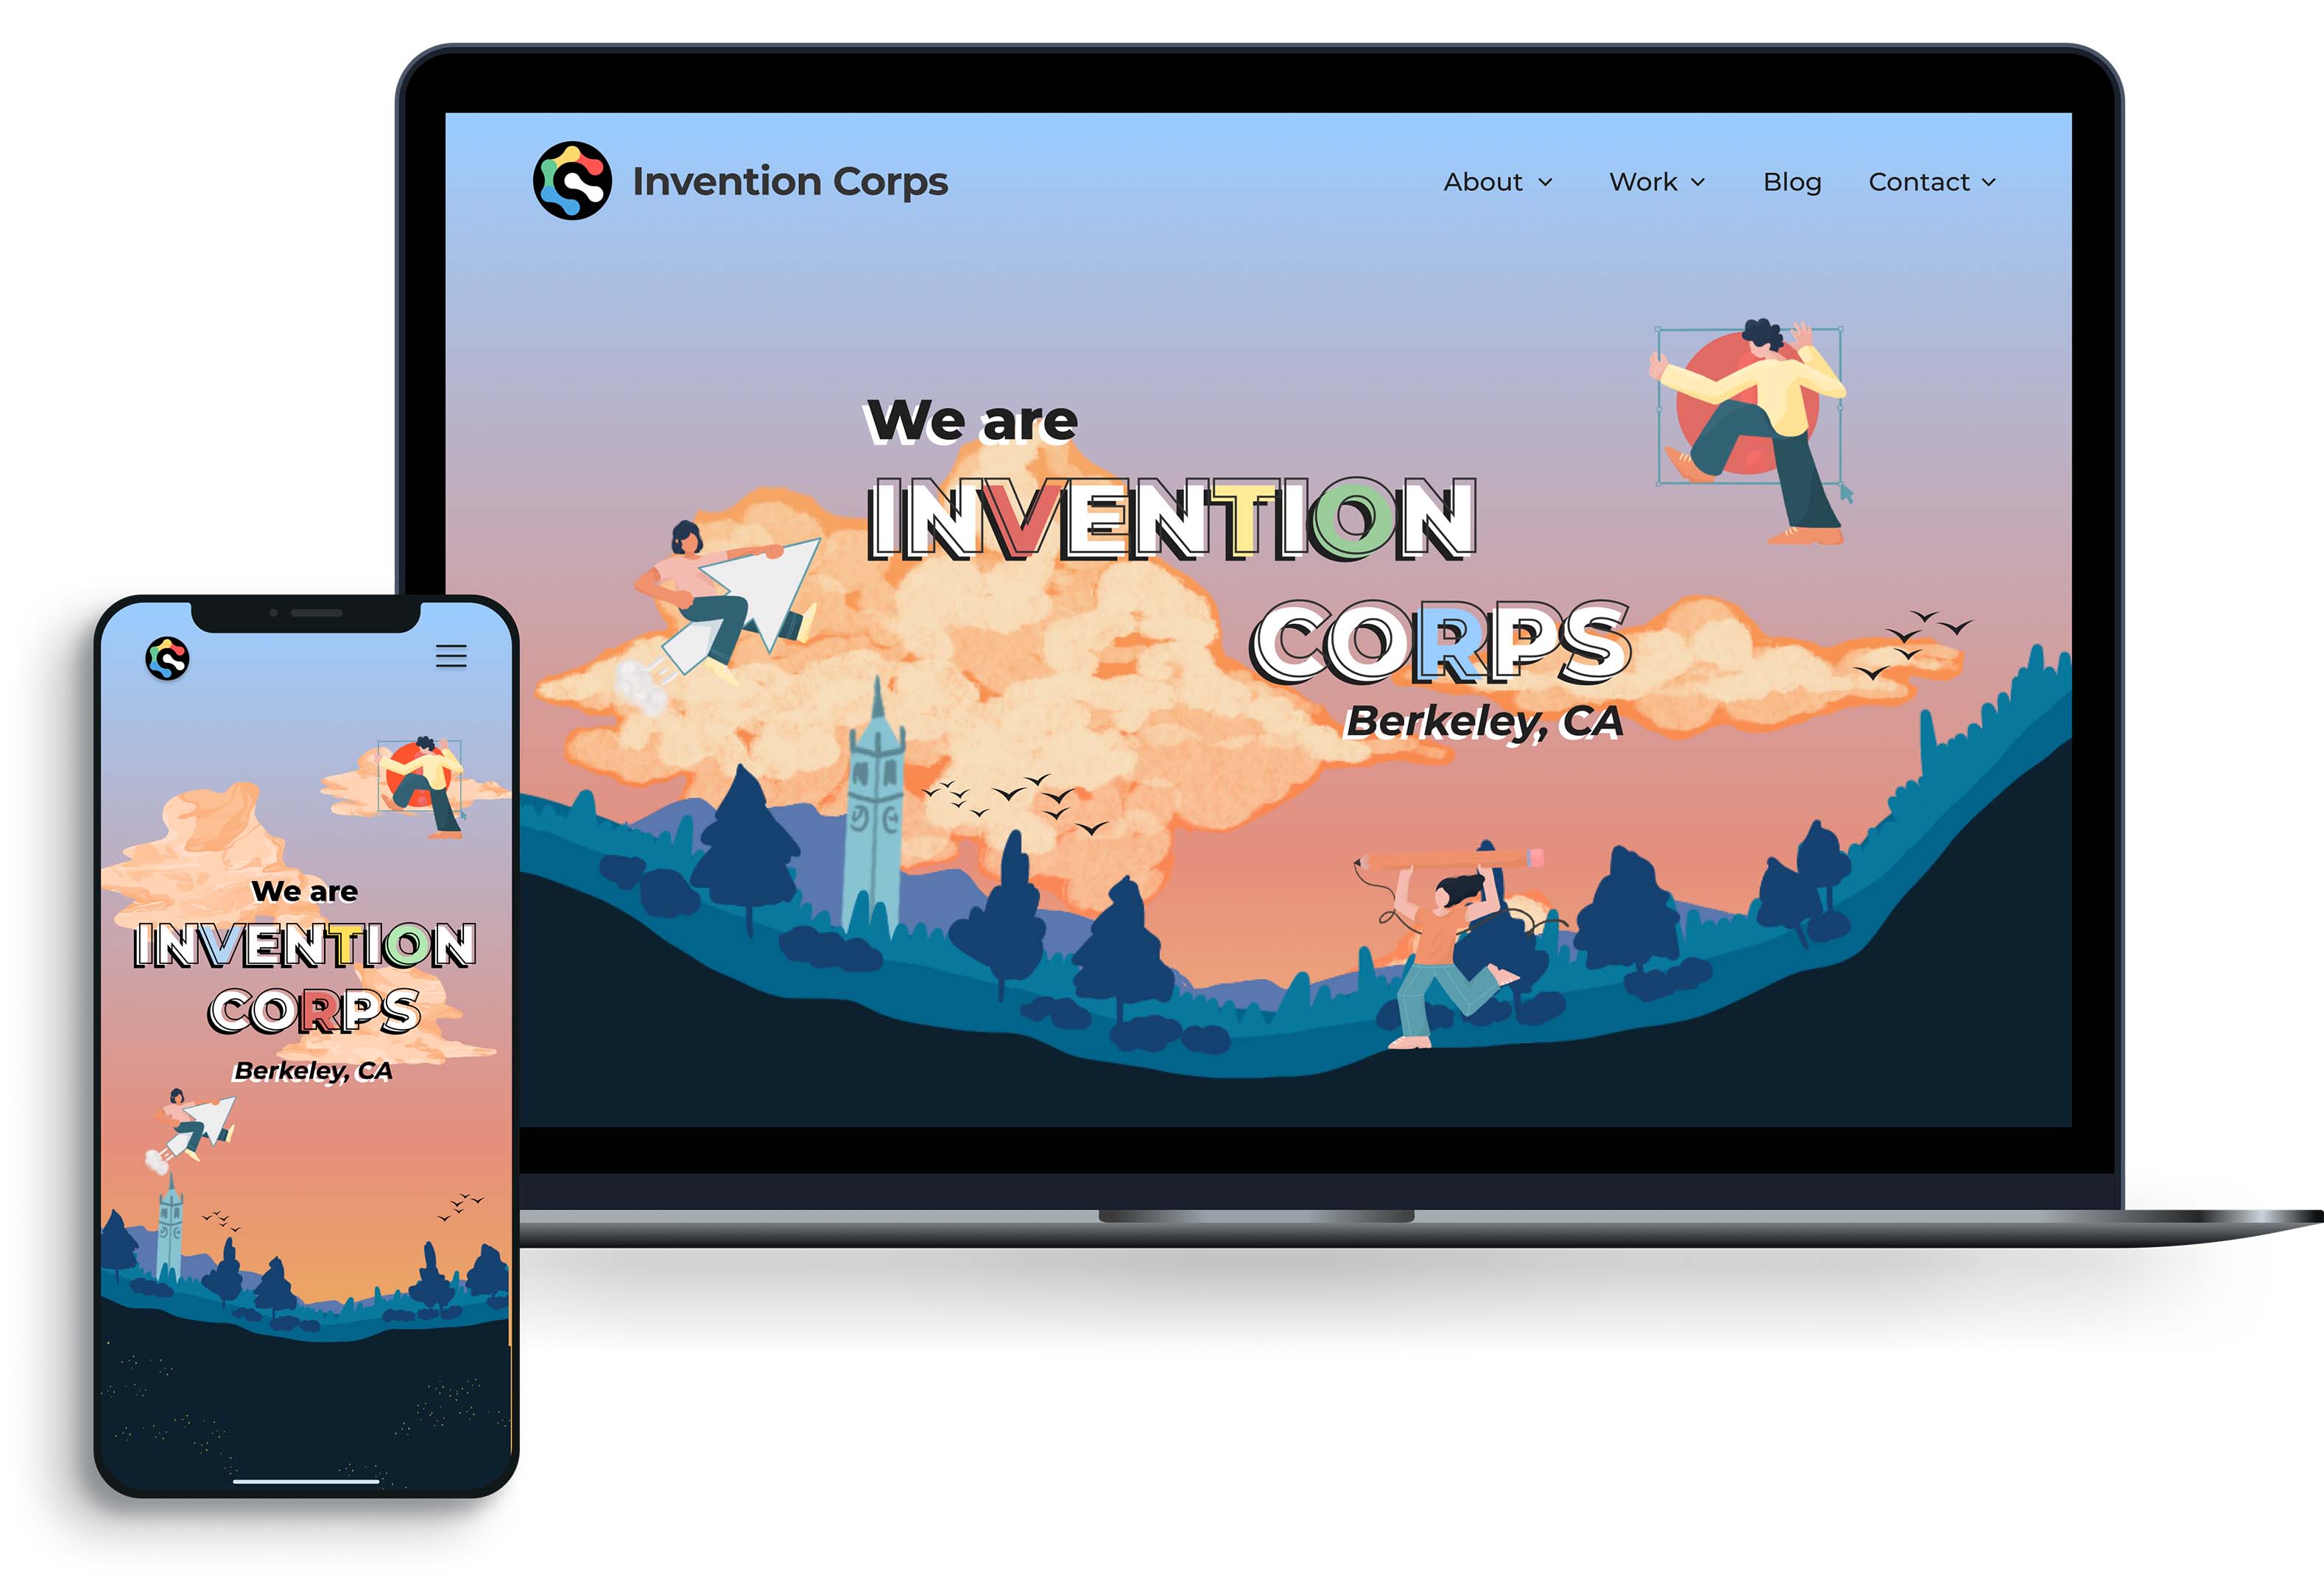 Invention Corps
About Work Blog Contact
We are
INVENTION
CORPS
Berkeley, CA
We are
INVENTION
CORPS
Berkeley, CA